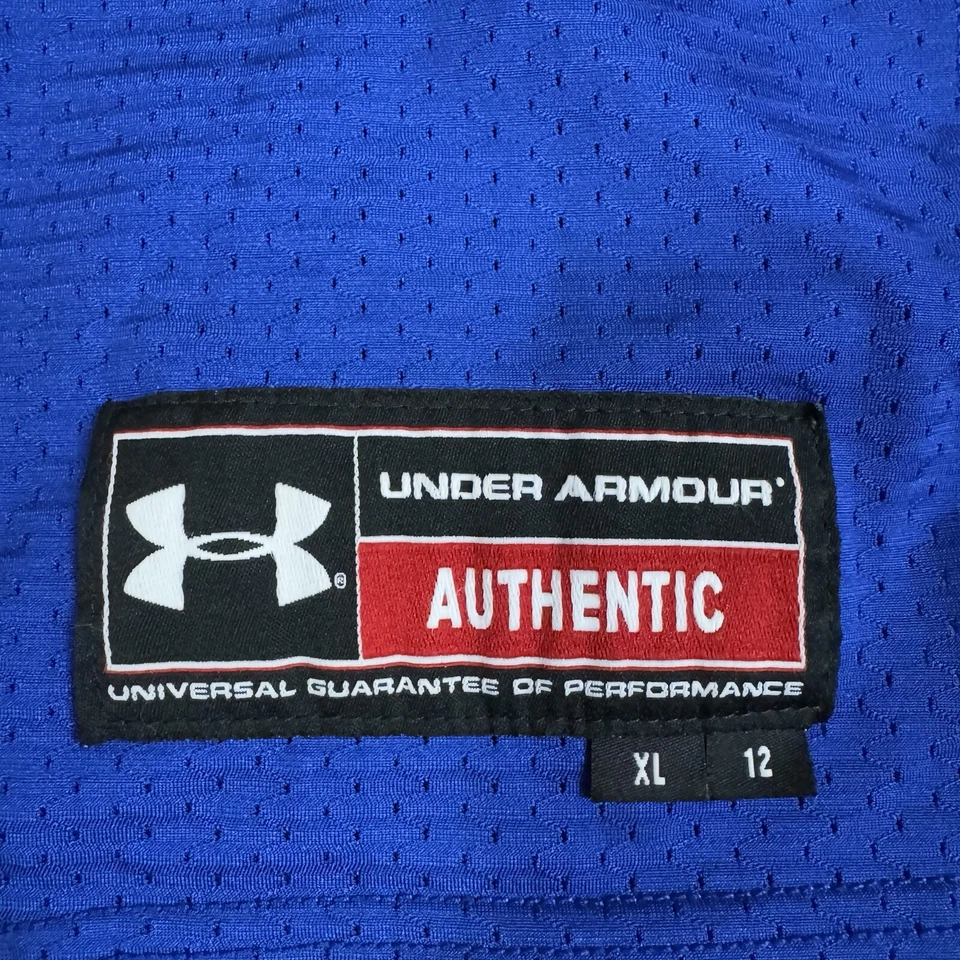 UNDER ARMOUR
AUTHENTIC
®
UNIVERSAL GUARANTEE OF PERFORMANCE
XL 12